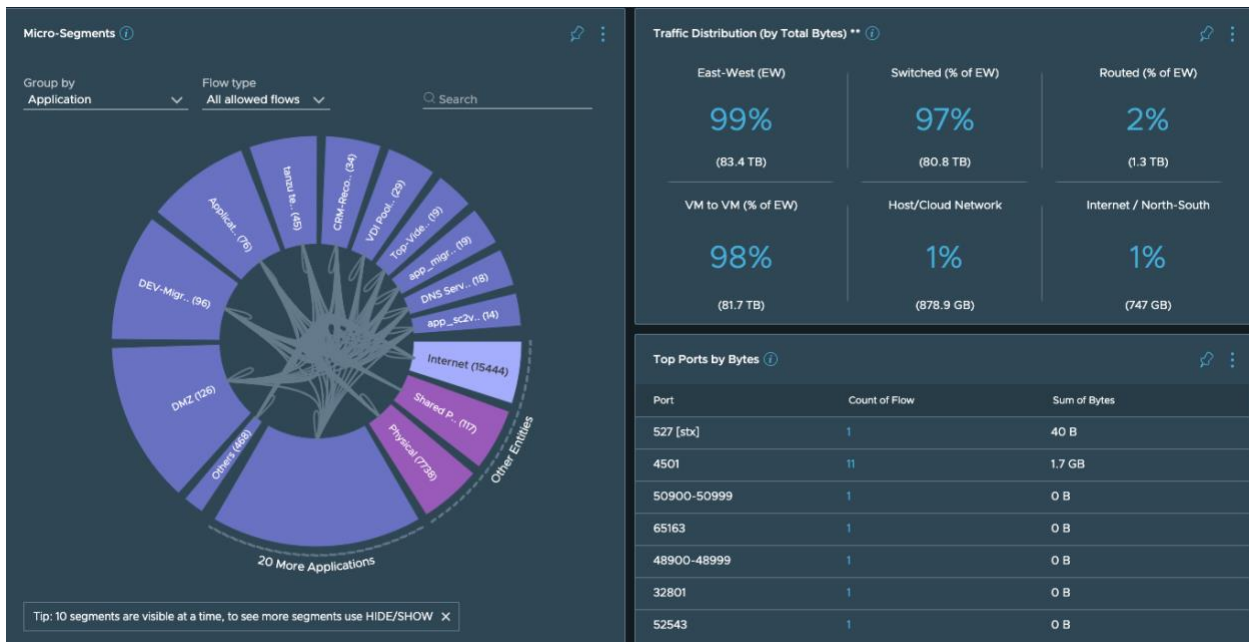 Micro-Segments
Group by
Application
Flow type
All allowed flows
Search
tanzu te.. (45)
CRM-Reco.. (34)
VDI Pool.. (29)
Top-Vide.. (19)
app_migr.. (19)
DNS Serv.. (18)
app_sc2v.. (14)
Internet (15444)
Shared P.. (117)
Physical (7738)
Other Entities
20 More Applications
Others (468)
DMZ (126)
DEV-Migr.. (96)
Applicat.. (76)
Tip: 10 segments are visible at a time, to see more segments use HIDE/SHOW X
Traffic Distribution (by Total Bytes) **
East-West (EW) Switched (% of EW) Routed (% of EW)
99% 97% 2%
(83.4 TB) (80.8 TB) (1.3 TB)
VM to VM (% of EW) Host/Cloud Network Internet / North-South
98% 1% 1%
(81.7 TB) (878.9 GB) (747 GB)
Top Ports by Bytes
Port Count of Flow Sum of Bytes
527 [stx] 1 40 B
4501 11 1.7 GB
50900-50999 1 0 B
65163 1 0 B
48900-48999 1 0 B
32801 1 0 B
52543 1 0 B